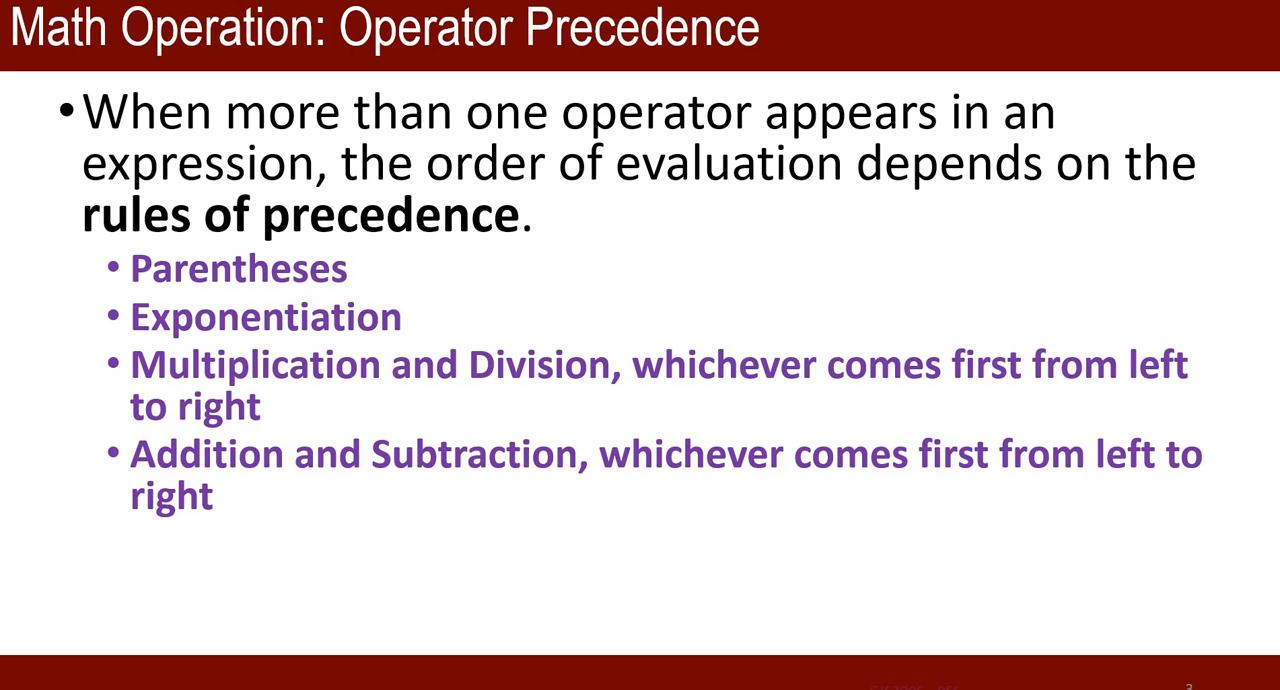 Math Operation: Operator Precedence
•When more than one operator appears in an
expression, the order of evaluation depends on the
rules of precedence.
• Parentheses
• Exponentiation
• Multiplication and Division, whichever comes first from left
to right
• Addition and Subtraction, whichever comes first from left to
right
3